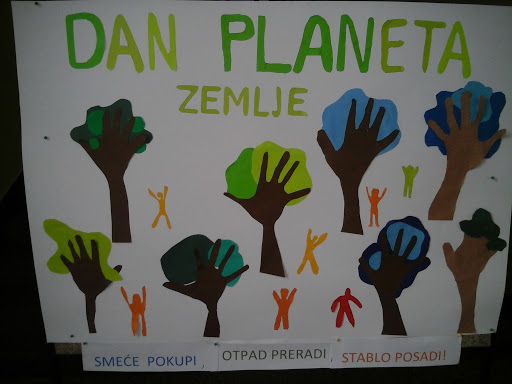 DAN PLANETA
ZEMLJE
SMEĆE POKUPI, OTPAD PRERADI, STABLO POSADI!